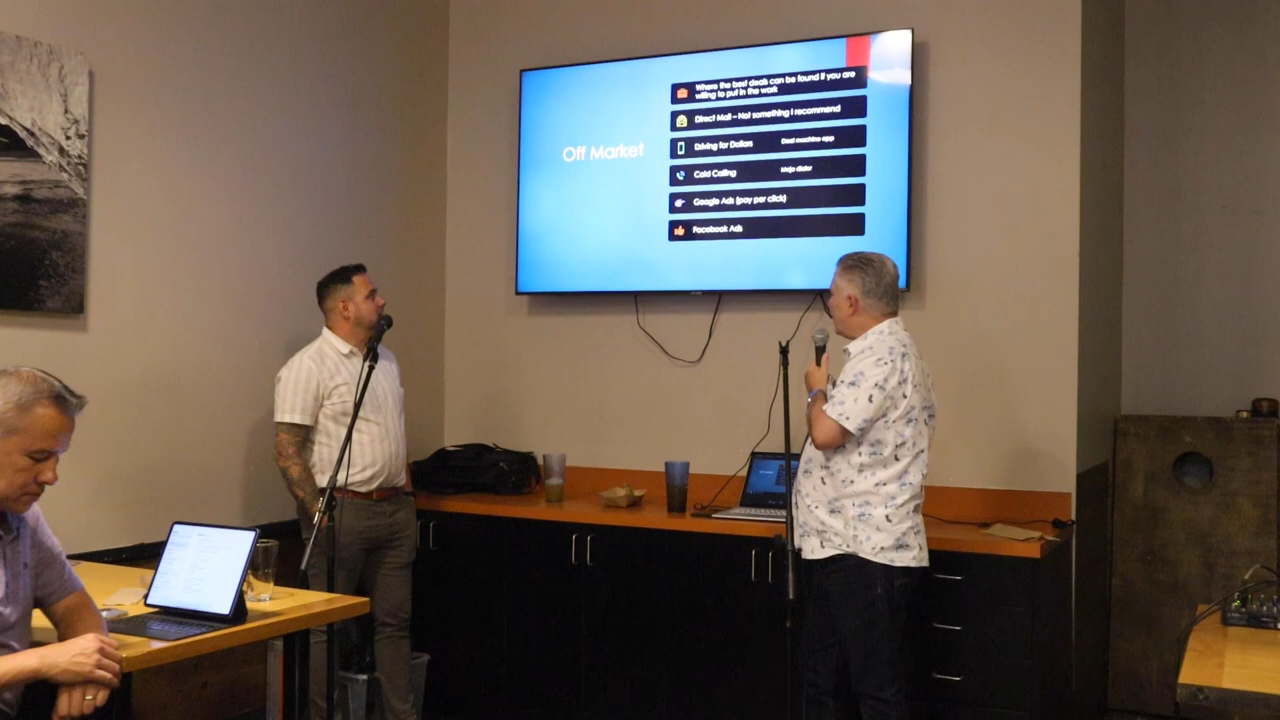 Off Market
Where the best deals can be found if you are
willing to put in the work
Direct Mail – Not something I recommend
Driving for Dollars
Deal machine app
Cold Calling
Mojo dialer
Google Ads (pay per click)
Facebook Ads